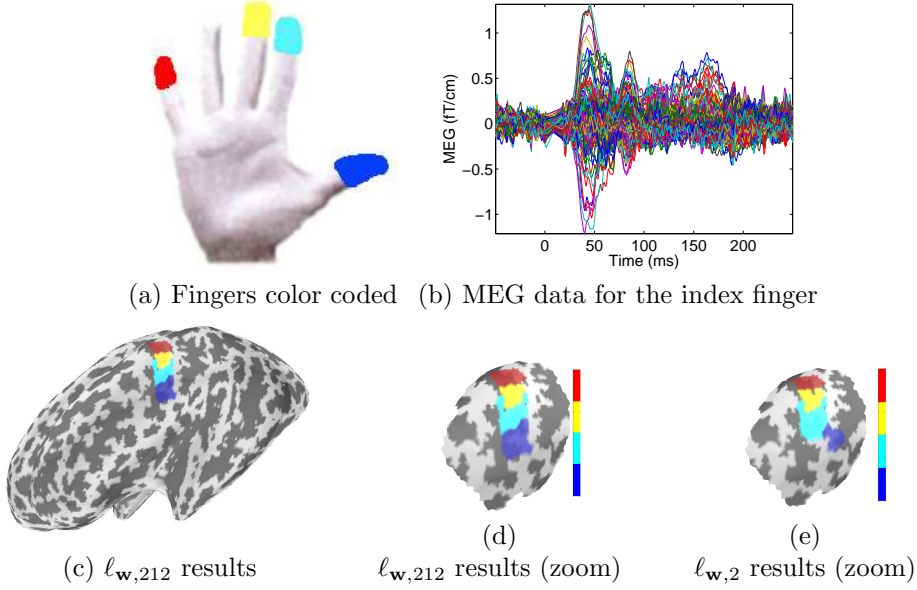 MEG (fT/cm)
1
0.5
0
−0.5
−1
0 50 100 150 200
Time (ms)
(a) Fingers color coded (b) MEG data for the index finger
(d) (e)
(c) ℓw,212 results ℓw,212 results (zoom) ℓw,2 results (zoom)